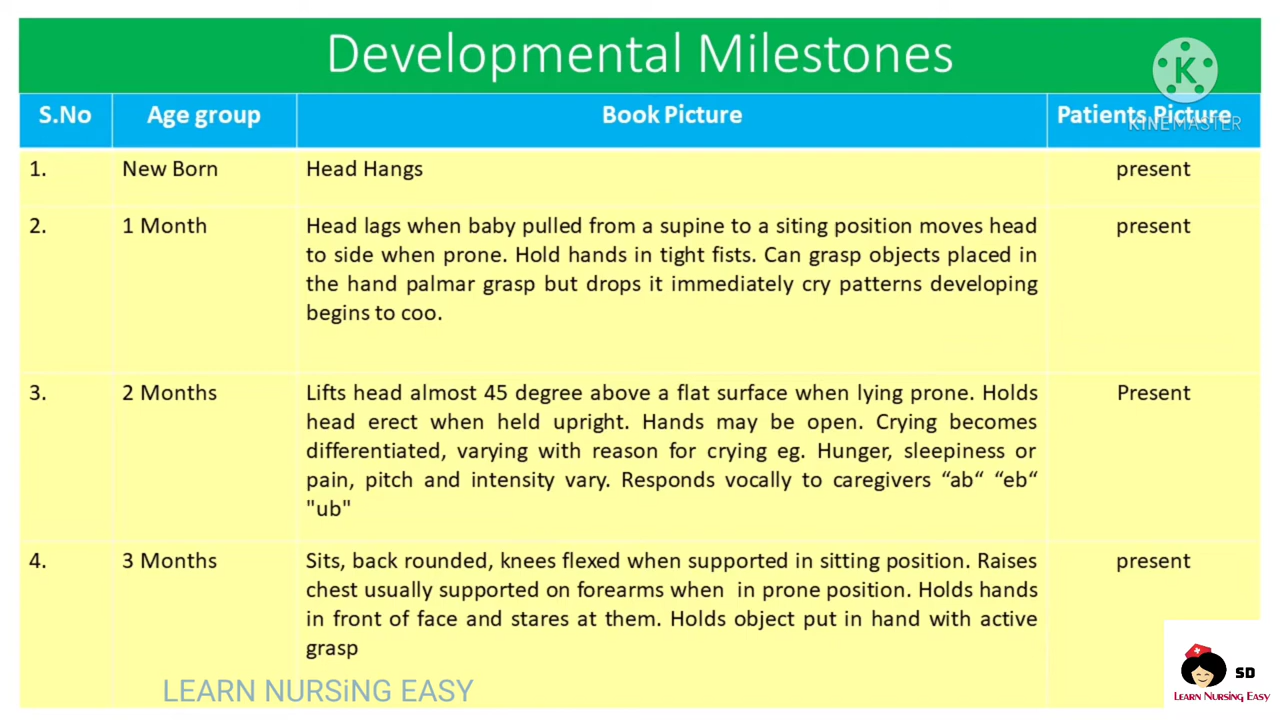 Developmental Milestones
K
KINEMASTER
S.No Age group Book Picture Patients Picture
1. New Born Head Hangs present
2. 1 Month Head lags when baby pulled from a supine to a siting position moves head present
to side when prone. Hold hands in tight fists. Can grasp objects placed in
the hand palmar grasp but drops it immediately cry patterns developing
begins to coo.
3. 2 Months Lifts head almost 45 degree above a flat surface when lying prone. Holds Present
head erect when held upright. Hands may be open. Crying becomes
differentiated, varying with reason for crying eg. Hunger, sleepiness or
pain, pitch and intensity vary. Responds vocally to caregivers “ab“ “eb“
"ub"
4. 3 Months Sits, back rounded, knees flexed when supported in sitting position. Raises present
chest usually supported on forearms when in prone position. Holds hands
in front of face and stares at them. Holds object put in hand with active
grasp
LEARN NURSiNG EASY
SD
LEARN NURSING EASY